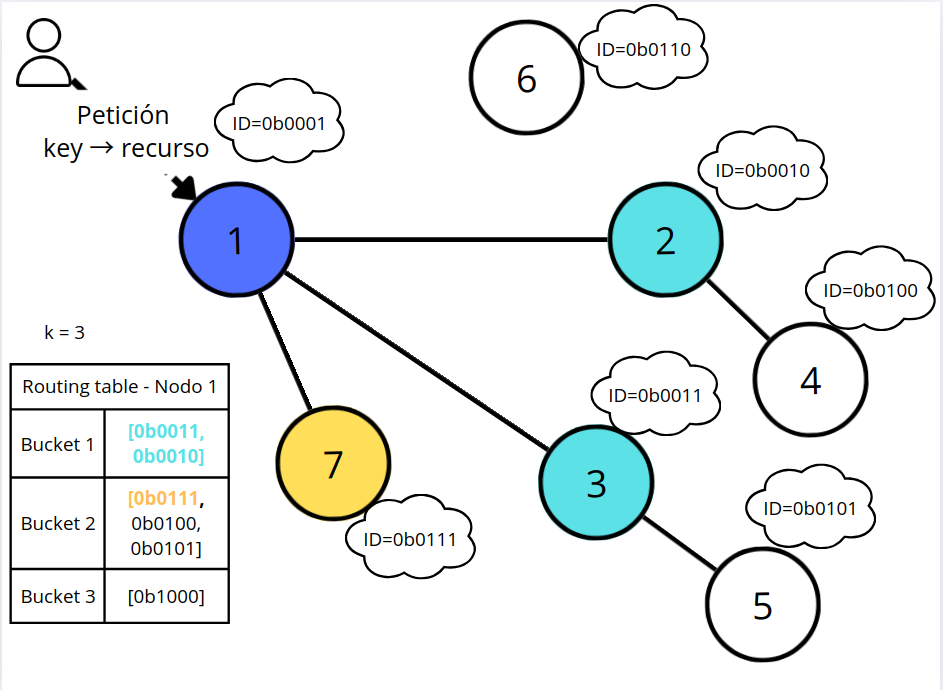 6
ID=0b0110
ID=0b0001
Petición
key → recurso
ID=0b0010
1
2
ID=0b0100
4
k = 3
ID=0b0011
7
3
ID=0b0111
ID=0b0101
5
Routing table - Nodo 1
Bucket 1
[0b0011,
0b0010]
Bucket 2
[0b0111,
0b0100,
0b0101]
Bucket 3
[0b1000]